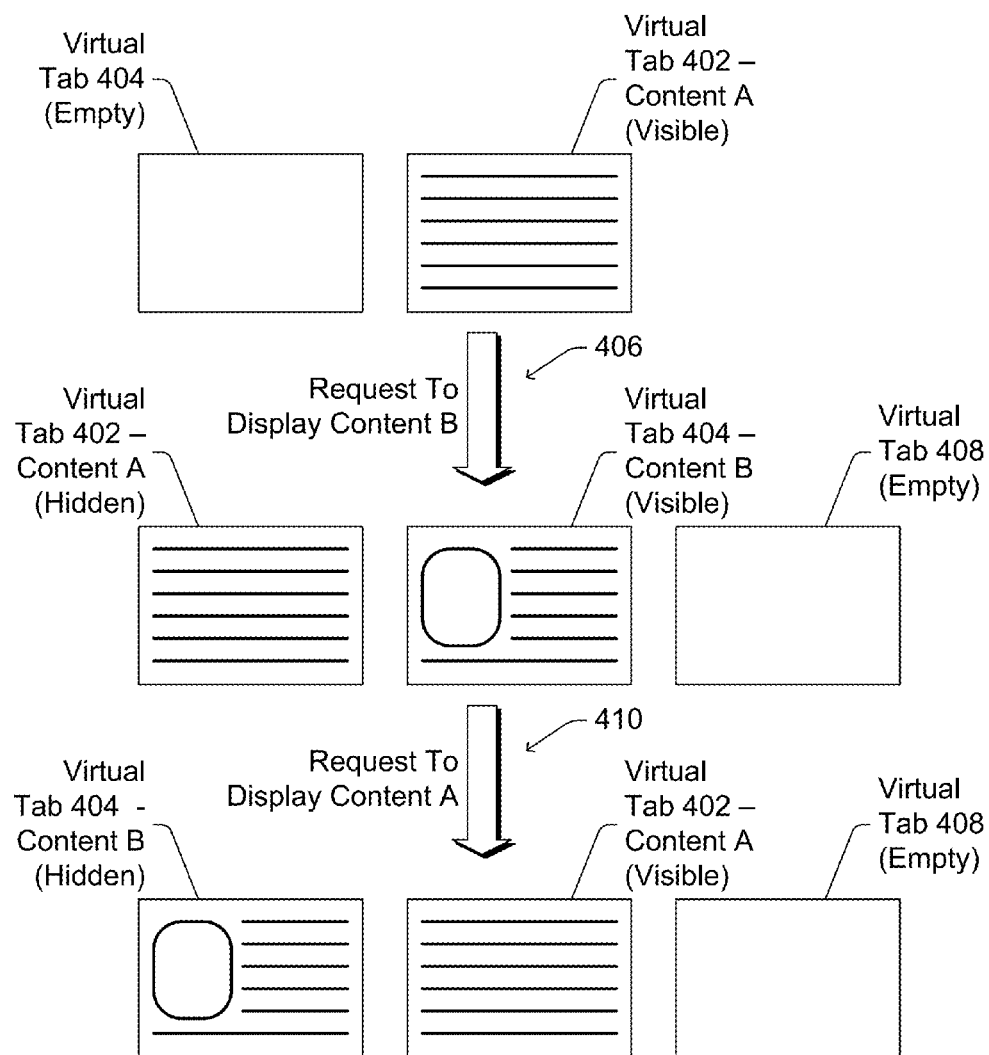 Virtual
Tab 404
(Empty)
Virtual
Tab 402 –
Content A
(Visible)
406
Request To
Display Content B
Virtual
Tab 402 –
Content A
(Hidden)
Virtual
Tab 404 –
Content B
(Visible)
Virtual
Tab 408
(Empty)
410
Request To
Display Content A
Virtual
Tab 404 -
Content B
(Hidden)
Virtual
Tab 402 –
Content A
(Visible)
Virtual
Tab 408
(Empty)